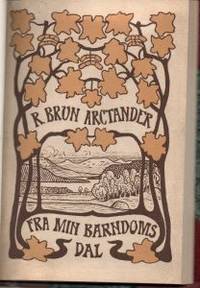 R. BRUN ARCTANDER
FRA MIN BARNDOMS
DAL